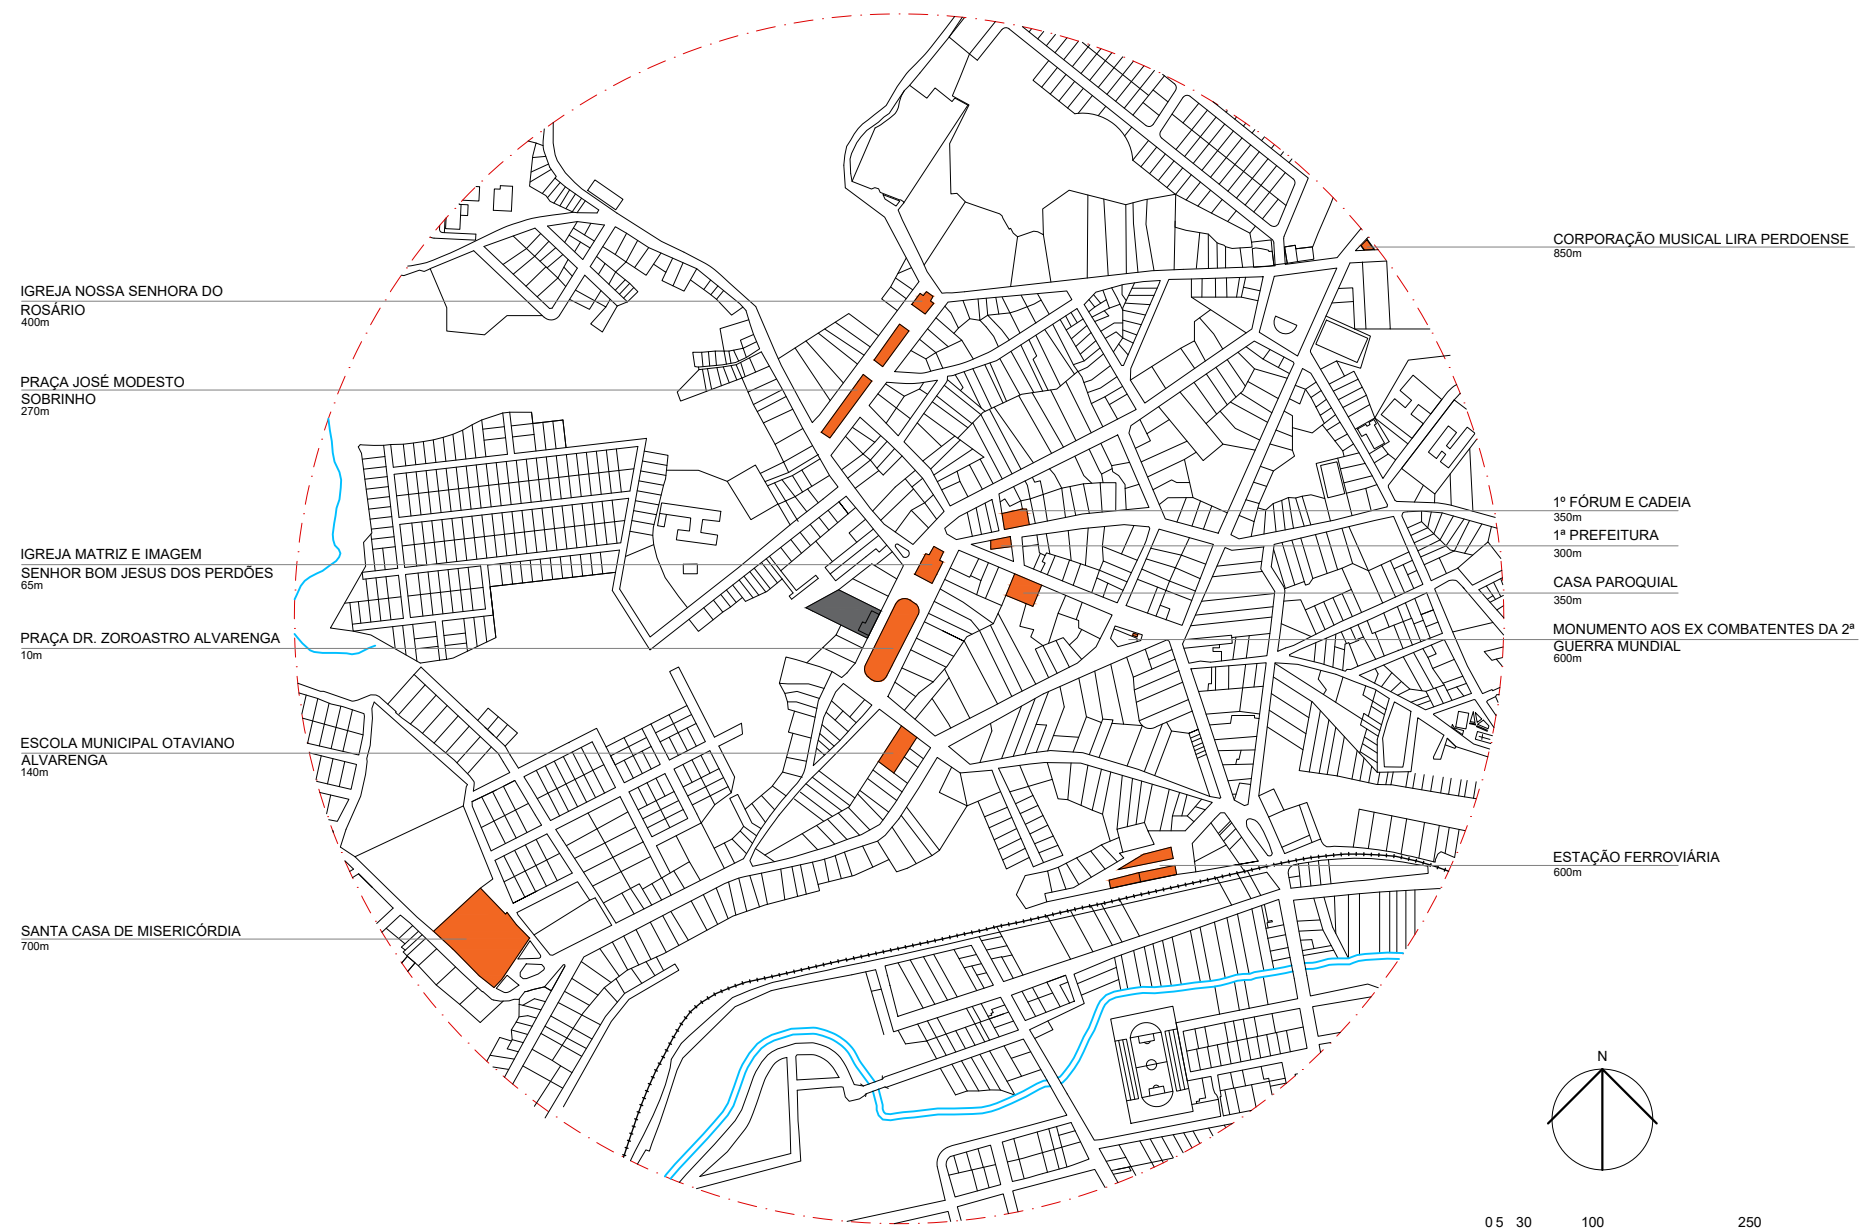 IGREJA NOSSA SENHORA DO
ROSÁRIO
400m
PRAÇA JOSÉ MODESTO
SOBRINHO
270m
IGREJA MATRIZ E IMAGEM
SENHOR BOM JESUS DOS PERDÕES
65m
PRAÇA DR. ZOROASTRO ALVARENGA
10m
ESCOLA MUNICIPAL OTAVIANO
ALVARENGA
140m
SANTA CASA DE MISERICÓRDIA
700m
CORPORAÇÃO MUSICAL LIRA PERDOENSE
850m
1º FÓRUM E CADEIA
350m
1ª PREFEITURA
300m
CASA PAROQUIAL
350m
MONUMENTO AOS EX COMBATENTES DA 2ª
GUERRA MUNDIAL
600m
ESTAÇÃO FERROVIÁRIA
600m
N
0 5 30 100 250